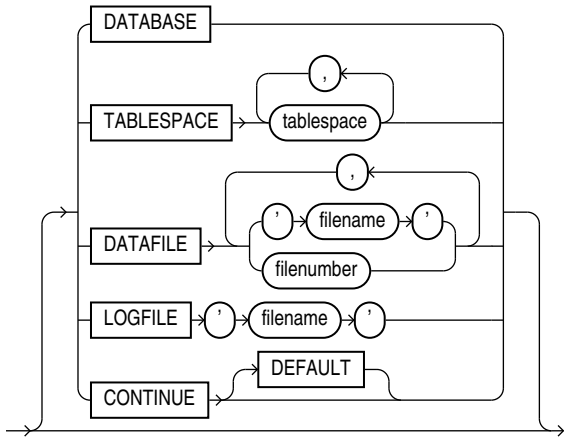 DATABASE
,
TABLESPACE tablespace
,
' filename '
DATAFILE
filenumber
LOGFILE ' filename '
DEFAULT
CONTINUE